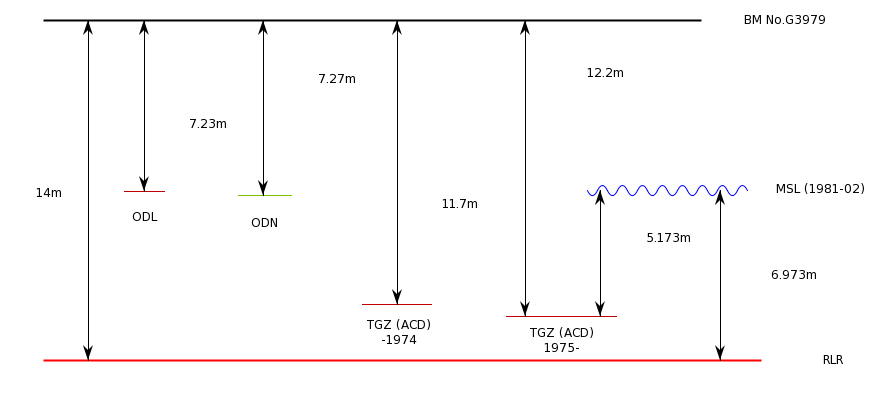 BM No.G3979
12.2m
7.27m
7.23m
14m
MSL (1981-02)
11.7m
ODL
ODN
5.173m
6.973m
TGZ (ACD)
-1974
TGZ (ACD)
1975-
RLR